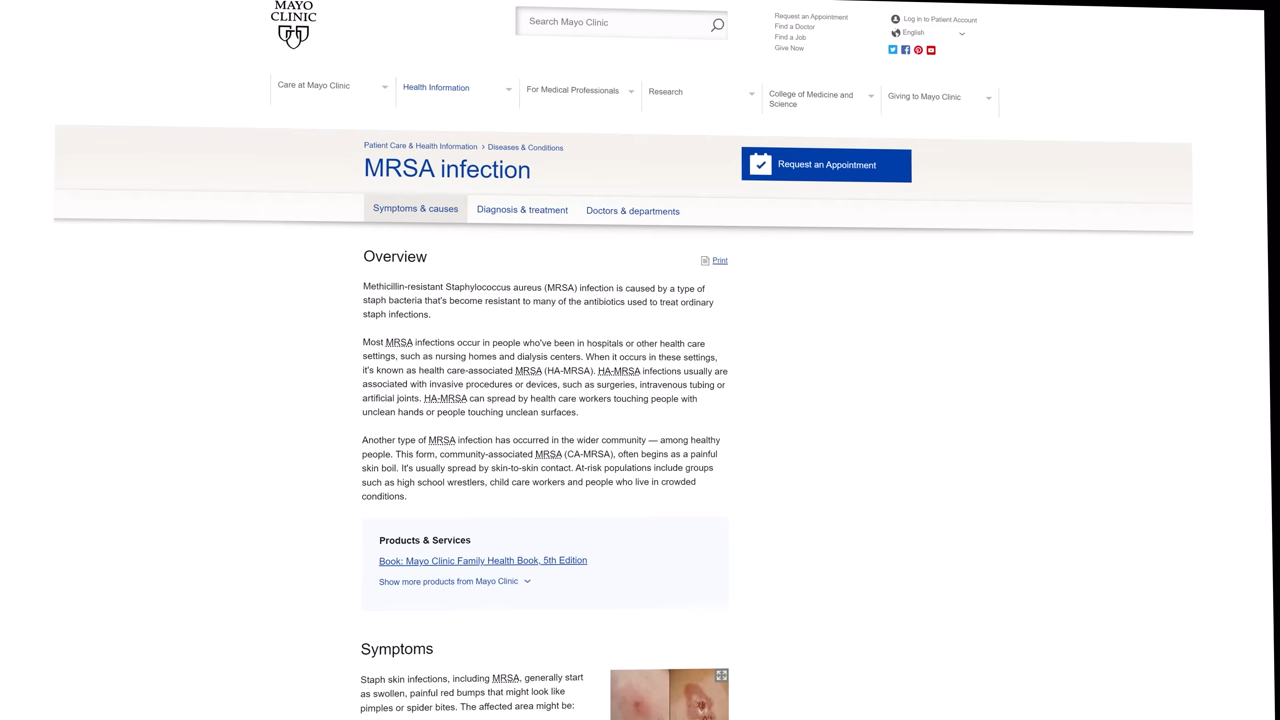 MAYO
CLINIC
Search Mayo Clinic
Request an Appointment
Find a Doctor
Find a Job
Give Now
Log in to Patient Account
English
Care at Mayo Clinic
Health Information
For Medical Professionals
Research
College of Medicine and
Science
Giving to Mayo Clinic
Patient Care & Health Information > Diseases & Conditions
MRSA infection
Request an Appointment
Symptoms & causes
Diagnosis & treatment
Doctors & departments
Overview
Print
Methicillin-resistant Staphylococcus aureus (MRSA) infection is caused by a type of
staph bacteria that's become resistant to many of the antibiotics used to treat ordinary
staph infections.
Most MRSA infections occur in people who've been in hospitals or other health care
settings, such as nursing homes and dialysis centers. When it occurs in these settings,
it's known as health care-associated MRSA (HA-MRSA). HA-MRSA infections usually are
associated with invasive procedures or devices, such as surgeries, intravenous tubing or
artificial joints. HA-MRSA can spread by health care workers touching people with
unclean hands or people touching unclean surfaces.
Another type of MRSA infection has occurred in the wider community — among healthy
people. This form, community-associated MRSA (CA-MRSA), often begins as a painful
skin boil. It's usually spread by skin-to-skin contact. At-risk populations include groups
such as high school wrestlers, child care workers and people who live in crowded
conditions.
Products & Services
Book: Mayo Clinic Family Health Book, 5th Edition
Show more products from Mayo Clinic
Symptoms
Staph skin infections, including MRSA, generally start
as swollen, painful red bumps that might look like
pimples or spider bites. The affected area might be: